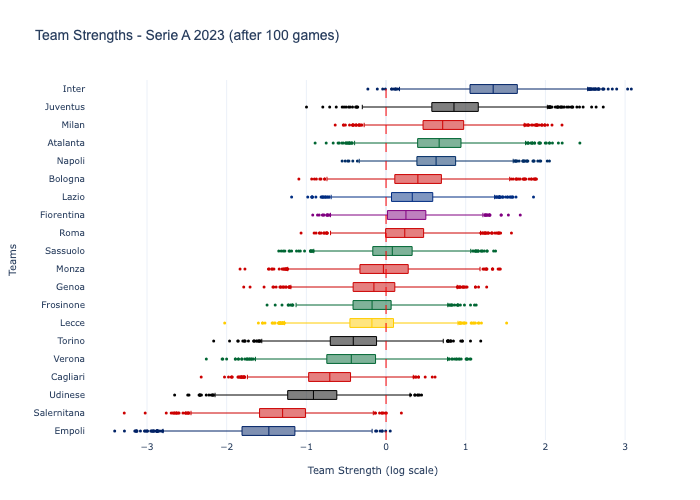 Team Strengths - Serie A 2023 (after 100 games)
Inter
Juventus
Milan
Atalanta
Napoli
Bologna
Lazio
Fiorentina
Roma
Sassuolo
Monza
Genoa
Frosinone
Lecce
Torino
Verona
Cagliari
Udinese
Salernitana
Empoli
Teams
−3 −2 −1 0 1 2 3
Team Strength (log scale)